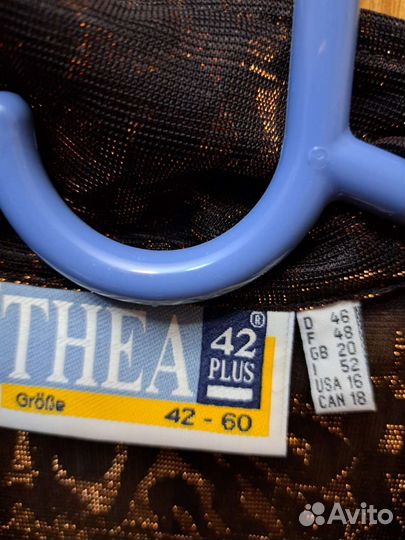 THEA
42 ®
PLUS
Größe
42 - 60
D 46
F 48
GB 20
I 52
USA 16
CAN 18
Avito